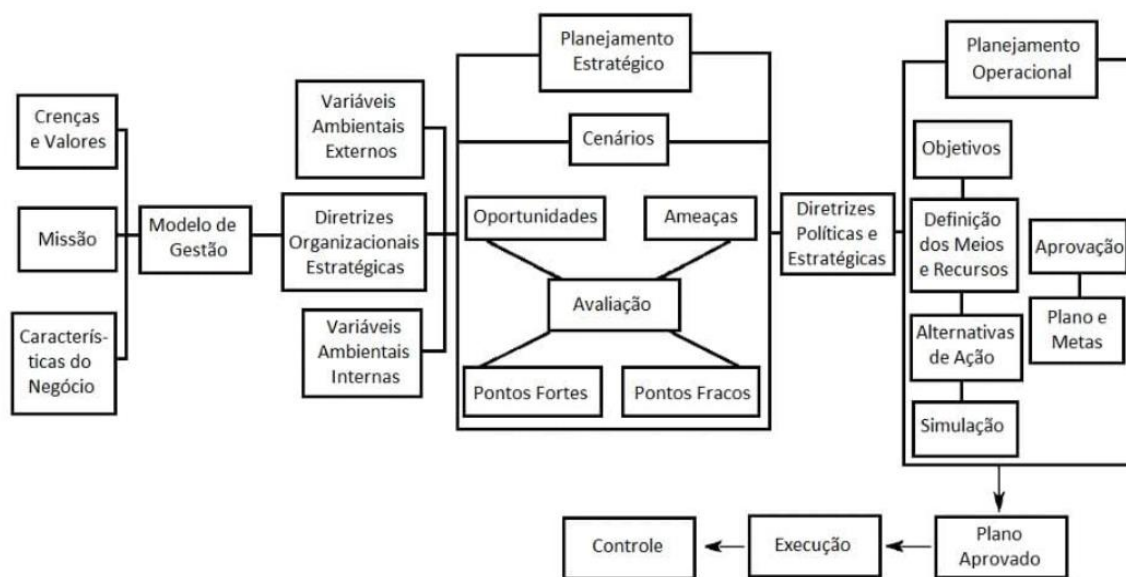 Crenças
e Valores
Missão
Caracterís-
ticas do
Negócio
Modelo de
Gestão
Variáveis
Ambientais
Externos
Diretrizes
Organizacionais
Estratégicas
Variáveis
Ambientais
Internas
Planejamento
Estratégico
Cenários
Oportunidades
Ameaças
Avaliação
Pontos Fortes
Pontos Fracos
Diretrizes
Políticas e
Estratégicas
Planejamento
Operacional
Objetivos
Definição
dos Meios
e Recursos
Alternativas
de Ação
Simulação
Aprovação
Plano e
Metas
Plano
Aprovado
Execução
Controle